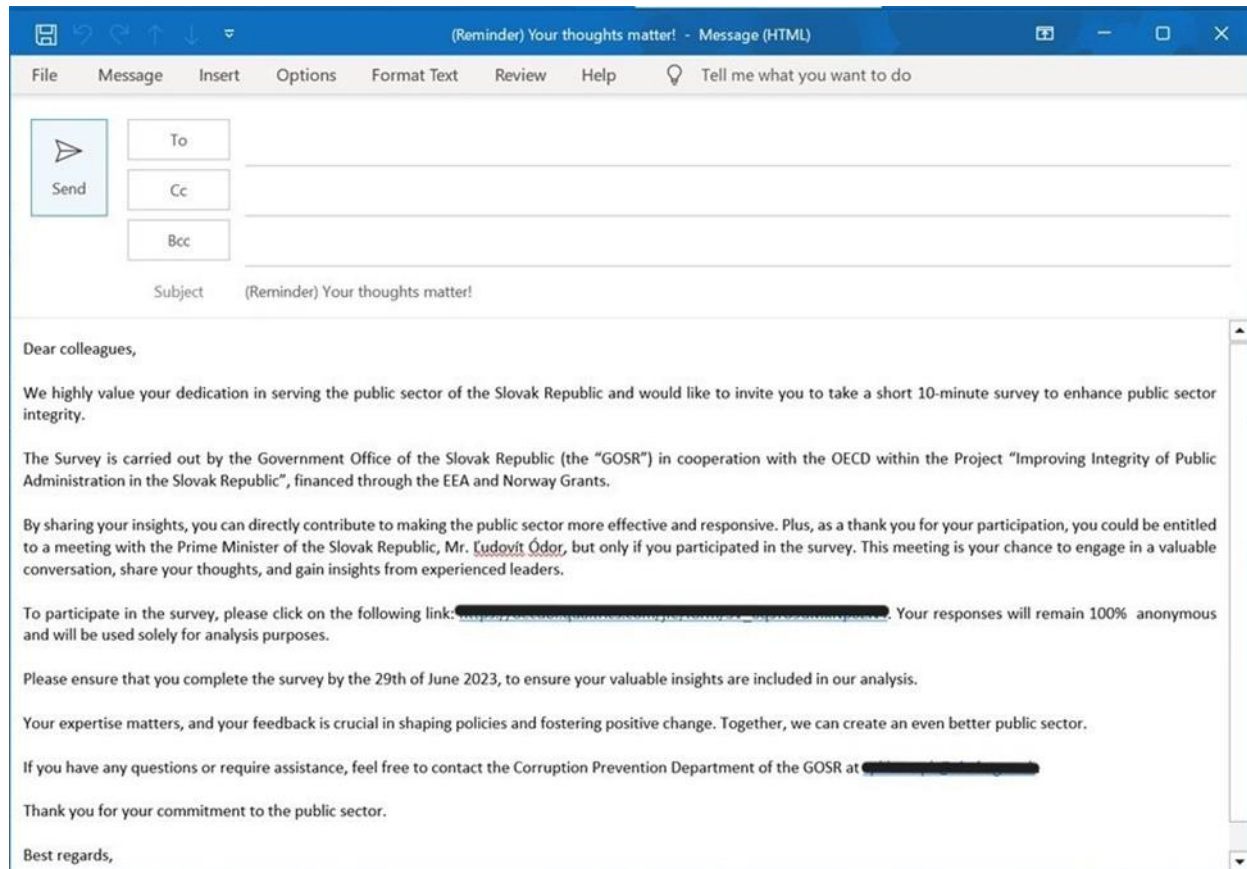 (Reminder) Your thoughts matter! - Message (HTML)
File Message Insert Options Format Text Review Help Tell me what you want to do
To
Send
Cc
Bcc
Subject (Reminder) Your thoughts matter!
Dear colleagues,
We highly value your dedication in serving the public sector of the Slovak Republic and would like to invite you to take a short 10-minute survey to enhance public sector
integrity.
The Survey is carried out by the Government Office of the Slovak Republic (the “GOSR”) in cooperation with the OECD within the Project “Improving Integrity of Public
Administration in the Slovak Republic”, financed through the EEA and Norway Grants.
By sharing your insights, you can directly contribute to making the public sector more effective and responsive. Plus, as a thank you for your participation, you could be entitled
to a meeting with the Prime Minister of the Slovak Republic, Mr. Ľudovít Ódor, but only if you participated in the survey. This meeting is your chance to engage in a valuable
conversation, share your thoughts, and gain insights from experienced leaders.
To participate in the survey, please click on the following link: . Your responses will remain 100% anonymous
and will be used solely for analysis purposes.
Please ensure that you complete the survey by the 29th of June 2023, to ensure your valuable insights are included in our analysis.
Your expertise matters, and your feedback is crucial in shaping policies and fostering positive change. Together, we can create an even better public sector.
If you have any questions or require assistance, feel free to contact the Corruption Prevention Department of the GOSR at
Thank you for your commitment to the public sector.
Best regards,